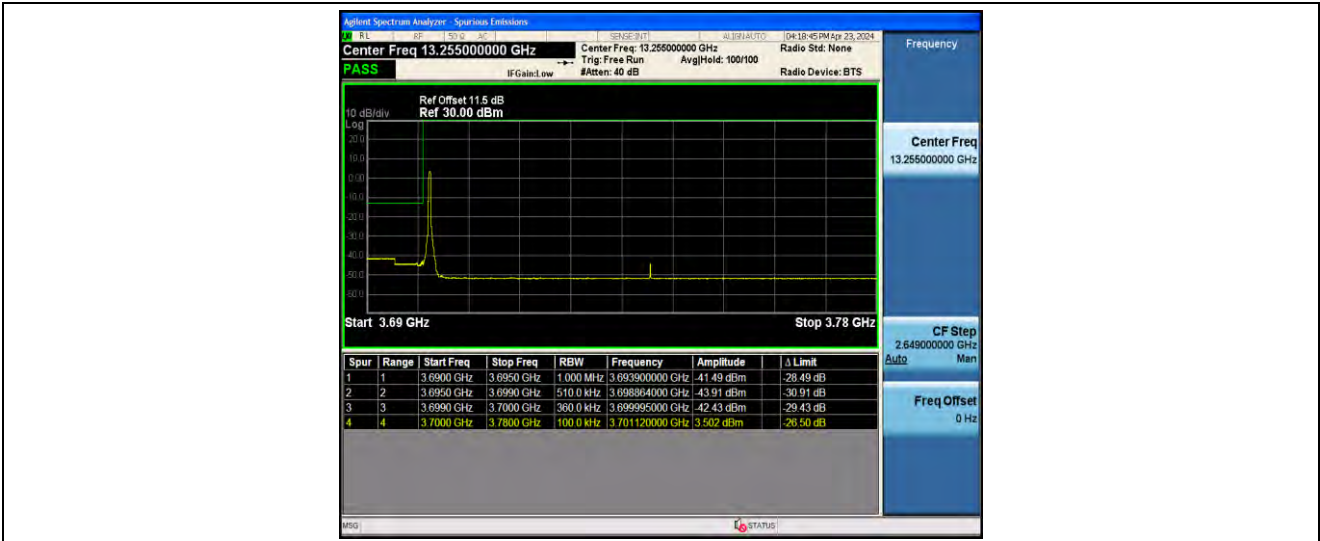 Agilent Spectrum Analyzer - Spurious Emissions
RL RF 50 Ω AC SENSE:INT ALIGN AUTO 04:18:45 PM Apr 23, 2024
Center Freq 13.255000000 GHz
Center Freq: 13.255000000 GHz
Radio Std: None
Trig: Free Run Avg|Hold: 100/100
PASS IFGain:Low #Atten: 40 dB Radio Device: BTS
Ref Offset 11.5 dB
10 dB/div Ref 30.00 dBm
Log
20.0
10.0
0.00
-10.0
-20.0
-30.0
-40.0
-50.0
-60.0
Start 3.69 GHz Stop 3.78 GHz
Spur Range Start Freq Stop Freq RBW Frequency Amplitude Δ Limit
1 1 3.6900 GHz 3.6950 GHz 1.000 MHz 3.693900000 GHz -41.49 dBm -28.49 dB
2 2 3.6950 GHz 3.6990 GHz 510.0 kHz 3.698864000 GHz -43.91 dBm -30.91 dB
3 3 3.6990 GHz 3.7000 GHz 360.0 kHz 3.699995000 GHz -42.43 dBm -29.43 dB
4 4 3.7000 GHz 3.7800 GHz 100.0 kHz 3.701120000 GHz 3.502 dBm -26.50 dB
MSG STATUS
Frequency
Center Freq
13.255000000 GHz
CF Step
2.649000000 GHz
Auto Man
Freq Offset
0 Hz